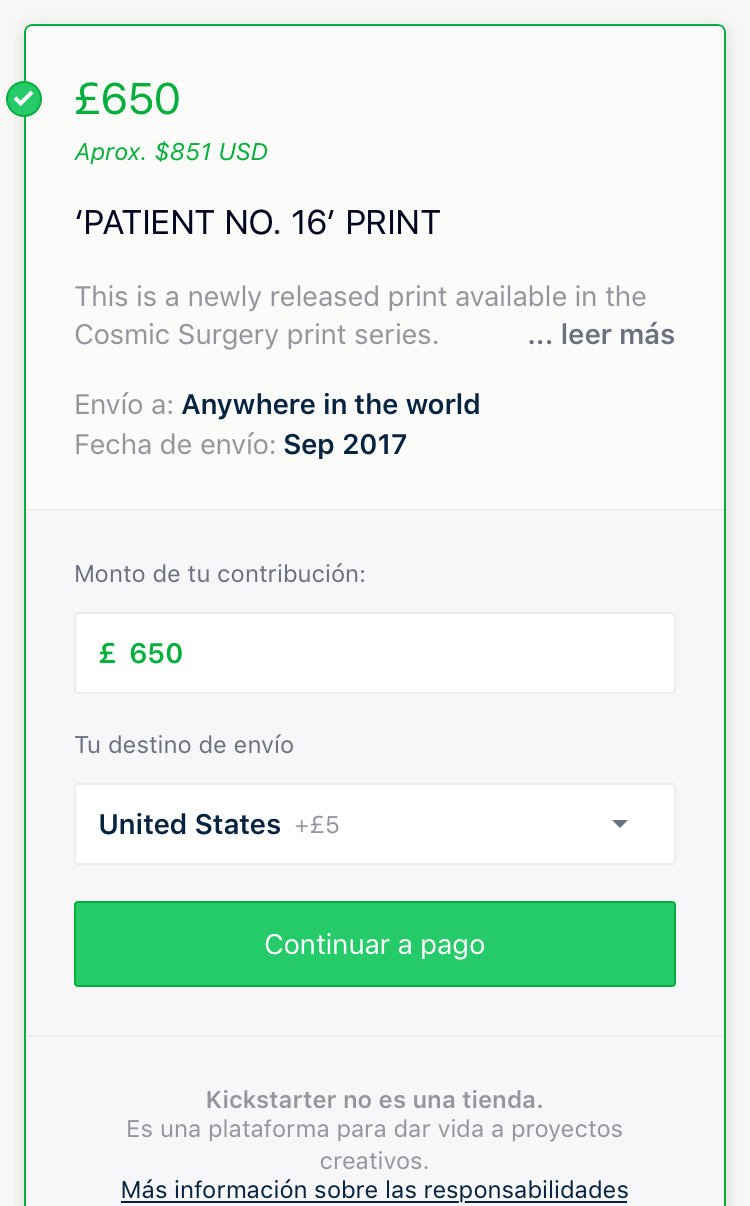 £650
Aprox. $851 USD
‘PATIENT NO. 16’ PRINT
This is a newly released print available in the
Cosmic Surgery print series. ... leer más
Envío a: Anywhere in the world
Fecha de envío: Sep 2017
Monto de tu contribución:
£ 650
Tu destino de envío
United States +£5
Continuar a pago
Kickstarter no es una tienda.
Es una plataforma para dar vida a proyectos
creativos.
Más información sobre las responsabilidades